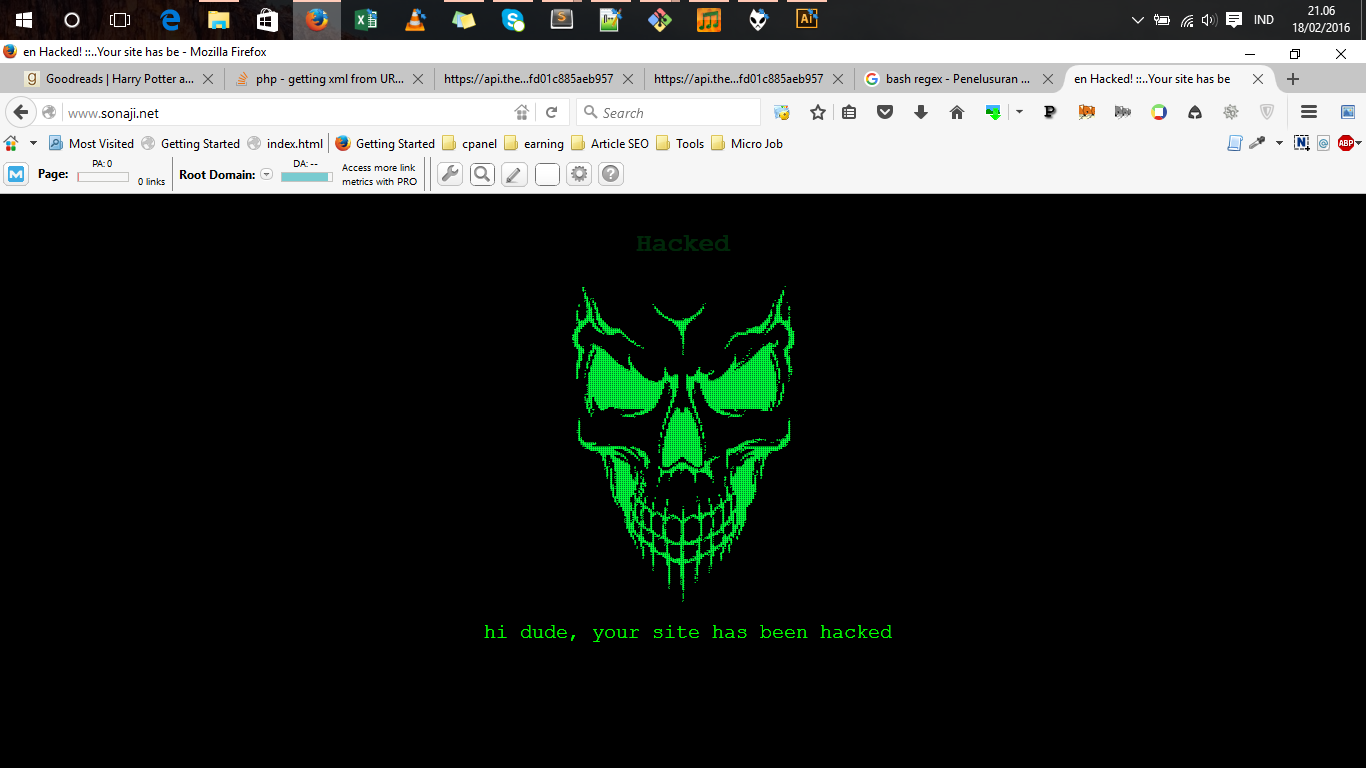 IND
21.06
18/02/2016
en Hacked! ::..Your site has be - Mozilla Firefox
Goodreads | Harry Potter a...
php - getting xml from UR...
https://api.the...fd01c885aeb957
https://api.the...fd01c885aeb957
bash regex - Penelusuran ...
en Hacked! ::..Your site has be
www.sonaji.net
Search
Most Visited
Getting Started
index.html
Getting Started
cpanel
earning
Article SEO
Tools
Micro Job
ABP
Page:
PA: 0
0 links
Root Domain:
DA: --
Access more link
metrics with PRO
Hacked
hi dude, your site has been hacked